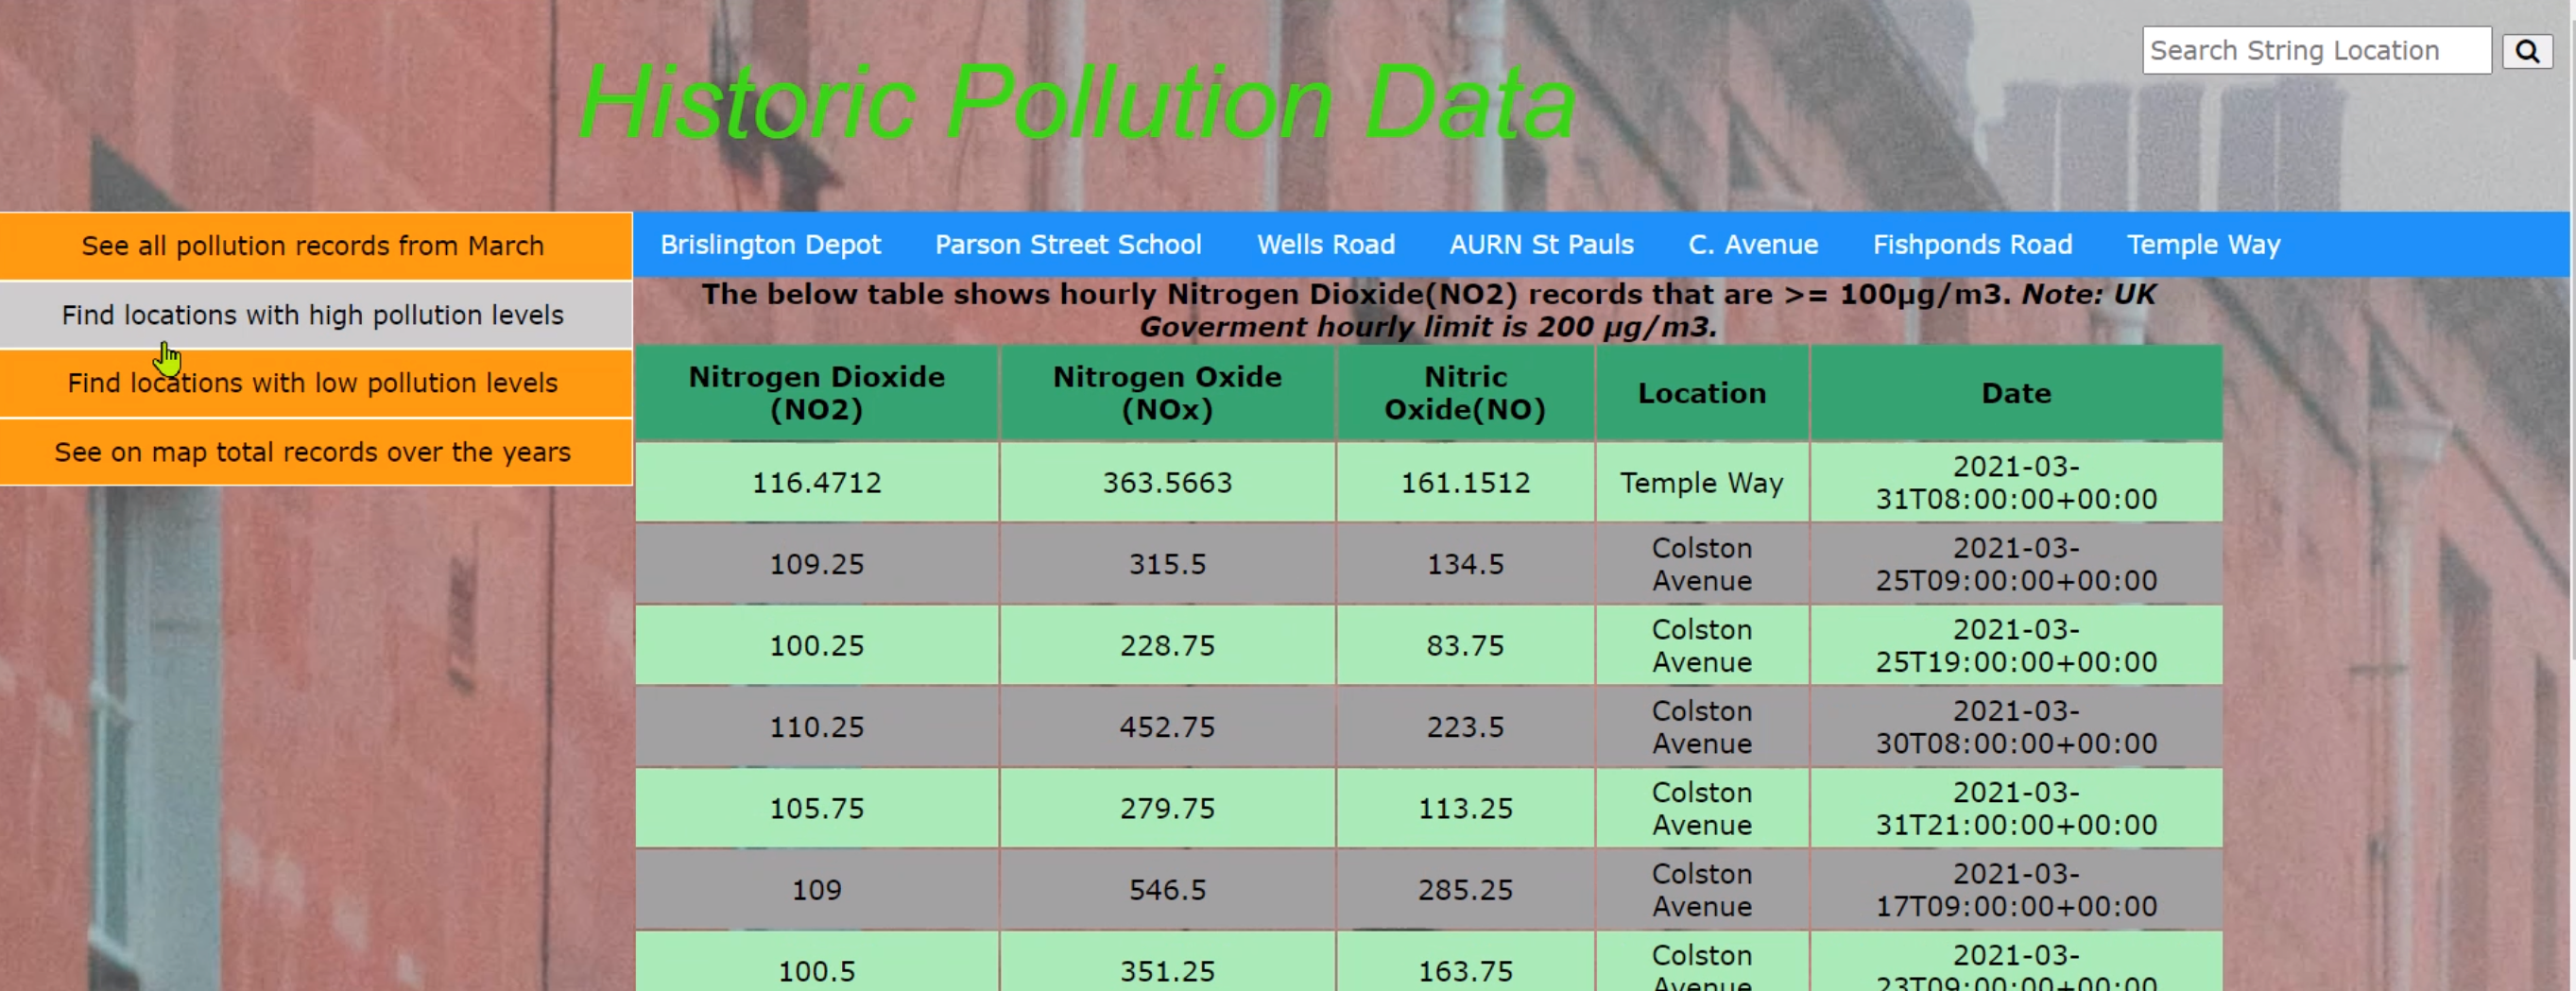 Search String Location
Historic Pollution Data
See all pollution records from March
Find locations with high pollution levels
Find locations with low pollution levels
See on map total records over the years
Brislington Depot Parson Street School Wells Road AURN St Pauls C. Avenue Fishponds Road Temple Way
The below table shows hourly Nitrogen Dioxide(NO2) records that are >= 100µg/m3. Note: UK
Goverment hourly limit is 200 µg/m3.
Nitrogen Dioxide
(NO2)
Nitrogen Oxide
(NOx)
Nitric
Oxide(NO)
Location
Date
116.4712
363.5663
161.1512
Temple Way
2021-03-
31T08:00:00+00:00
109.25
315.5
134.5
Colston
Avenue
2021-03-
25T09:00:00+00:00
100.25
228.75
83.75
Colston
Avenue
2021-03-
25T19:00:00+00:00
110.25
452.75
223.5
Colston
Avenue
2021-03-
30T08:00:00+00:00
105.75
279.75
113.25
Colston
Avenue
2021-03-
31T21:00:00+00:00
109
546.5
285.25
Colston
Avenue
2021-03-
17T09:00:00+00:00
100.5
351.25
163.75
Colston
Avenue
2021-03-
23T09:00:00+00:00